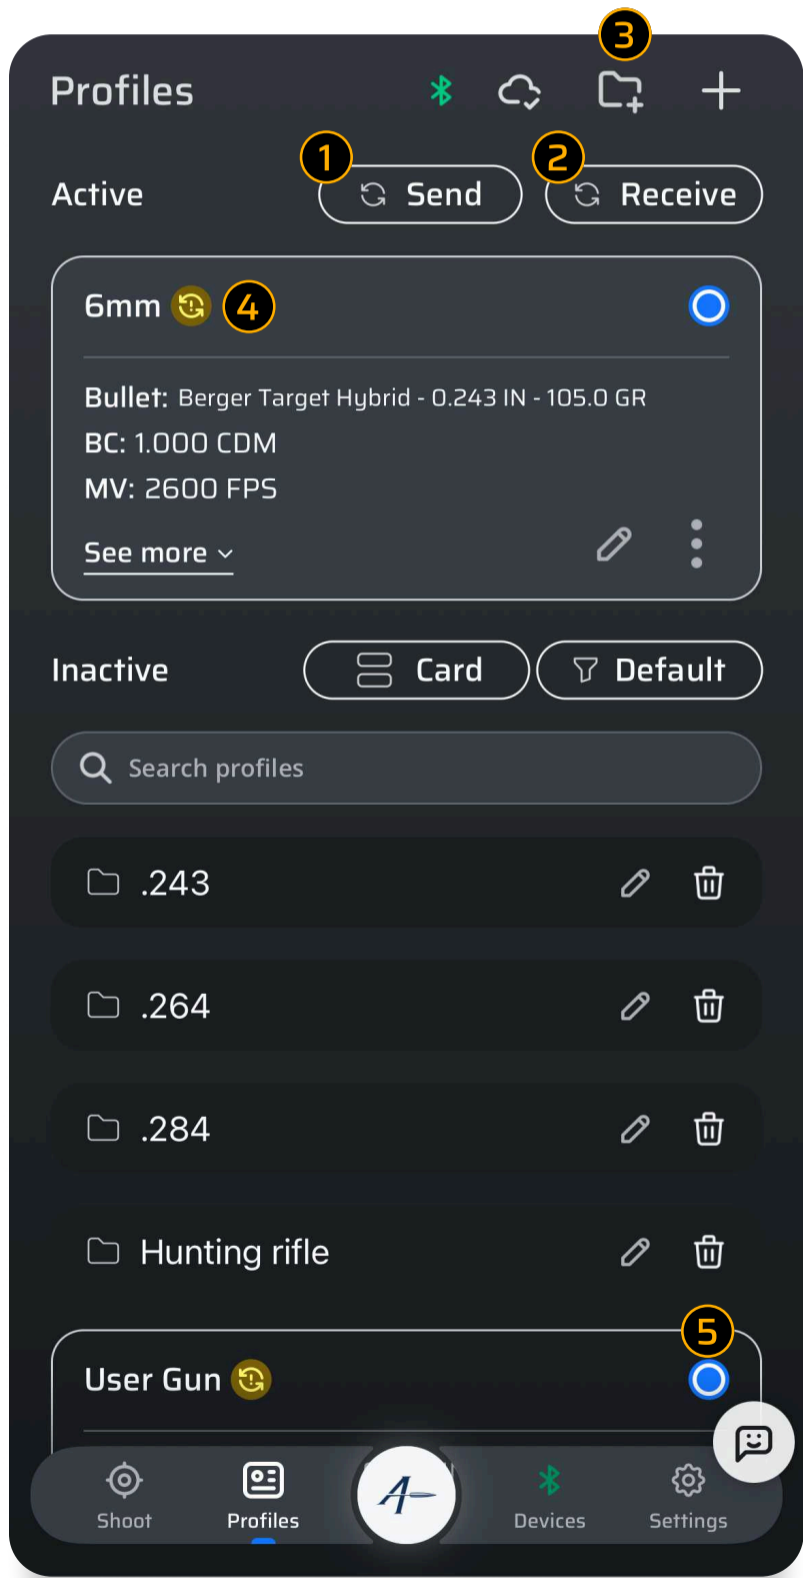 3
Profiles
1
2
Active
Send
Receive
6mm
4
Bullet: Berger Target Hybrid - 0.243 IN - 105.0 GR
BC: 1.000 CDM
MV: 2600 FPS
See more
Inactive
Card
Default
Search profiles
.243
.264
.284
Hunting rifle
5
User Gun
A
Shoot
Profiles
Devices
Settings